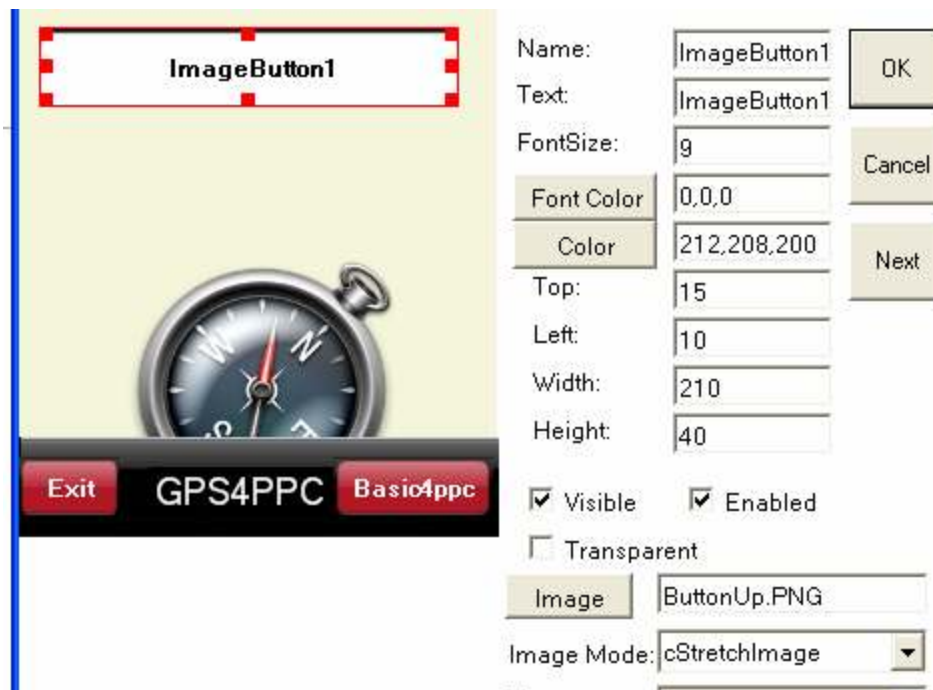 ImageButton1
W N
S E
Exit GPS4PPC Basic4ppc
Name: ImageButton1
Text: ImageButton1
FontSize: 9
Font Color 0,0,0
Color 212,208,200
Top: 15
Left: 10
Width: 210
Height: 40
Visible Enabled
Transparent
Image ButtonUp.PNG
Image Mode: cStretchImage
OK
Cancel
Next